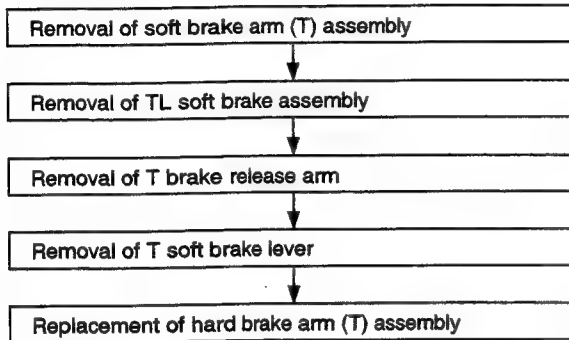 Removal of soft brake arm (T) assembly
Removal of TL soft brake assembly
Removal of T brake release arm
Removal of T soft brake lever
Replacement of hard brake arm (T) assembly